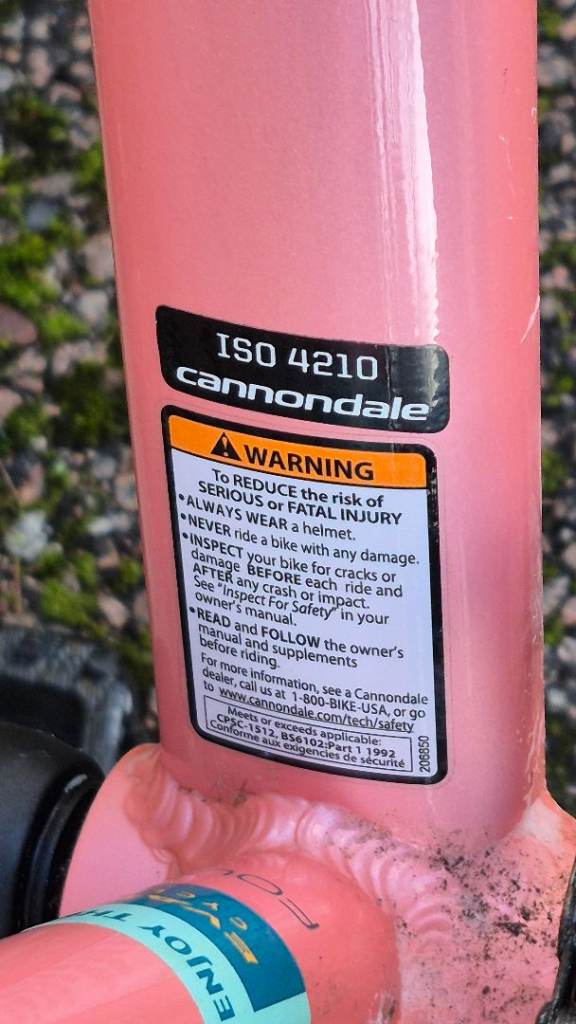 ISO 4210
cannondale
WARNING
To REDUCE the risk of
SERIOUS or FATAL INJURY
•ALWAYS WEAR a helmet.
•NEVER ride a bike with any damage.
•INSPECT your bike for cracks or
damage BEFORE each ride and
AFTER any crash or impact.
See "Inspect For Safety" in your
owner's manual.
•READ and FOLLOW the owner's
manual and supplements
before riding.
For more information, see a Cannondale
dealer, call us at 1-800-BIKE-USA, or go
to www.cannondale.com/tech/safety
Meets or exceeds applicable:
CPSC-1512, BS6102:Part 1 1992
Conforme aux exigencies de sécurité
206850
ENJOY TH